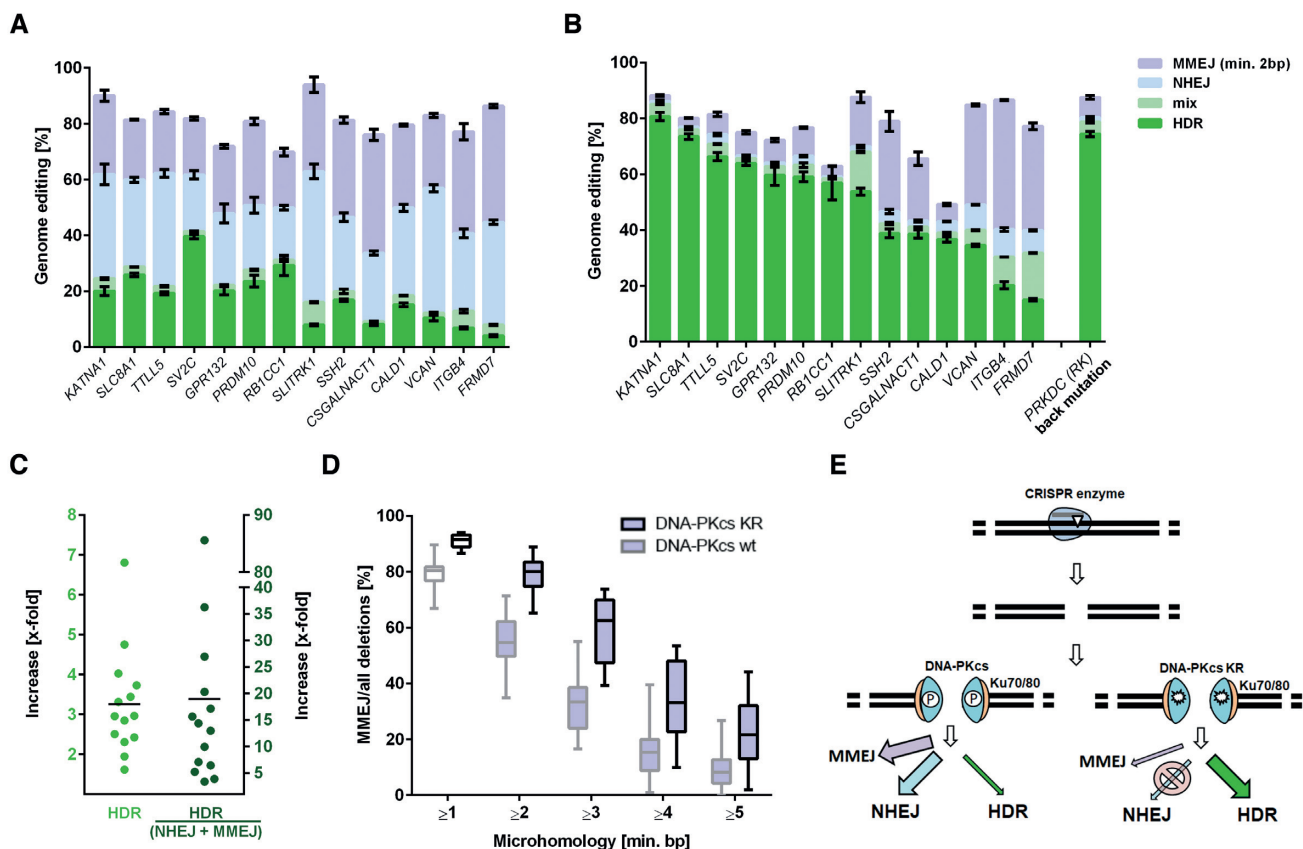 A
Genome editing [%]
100
80
60
40
20
0
KATNA1
SLC8A1
TTLL5
SV2C
GPR132
PRDM10
RB1CC1
SLITRK1
SSH2
CSGALNACT1
CALD1
VCAN
ITGB4
FRMD7
B
Genome editing [%]
100
80
60
40
20
0
KATNA1
SLC8A1
TTLL5
SV2C
GPR132
PRDM10
RB1CC1
SLITRK1
SSH2
CSGALNACT1
CALD1
VCAN
ITGB4
FRMD7
PRKDC (RK)
back mutation
MMEJ (min. 2bp)
NHEJ
mix
HDR
C
Increase [x-fold]
8
7
6
5
4
3
2
90
80
40
35
30
25
20
15
10
5
Increase [x-fold]
HDR
HDR
(NHEJ + MMEJ)
D
MMEJ/all deletions [%]
100
80
60
40
20
0
DNA-PKcs KR
DNA-PKcs wt
≥1
≥2
≥3
≥4
≥5
Microhomology [min. bp]
E
CRISPR enzyme
DNA-PKcs
Ku70/80
P
P
MMEJ
NHEJ
HDR
DNA-PKcs KR
Ku70/80
MMEJ
NHEJ
HDR